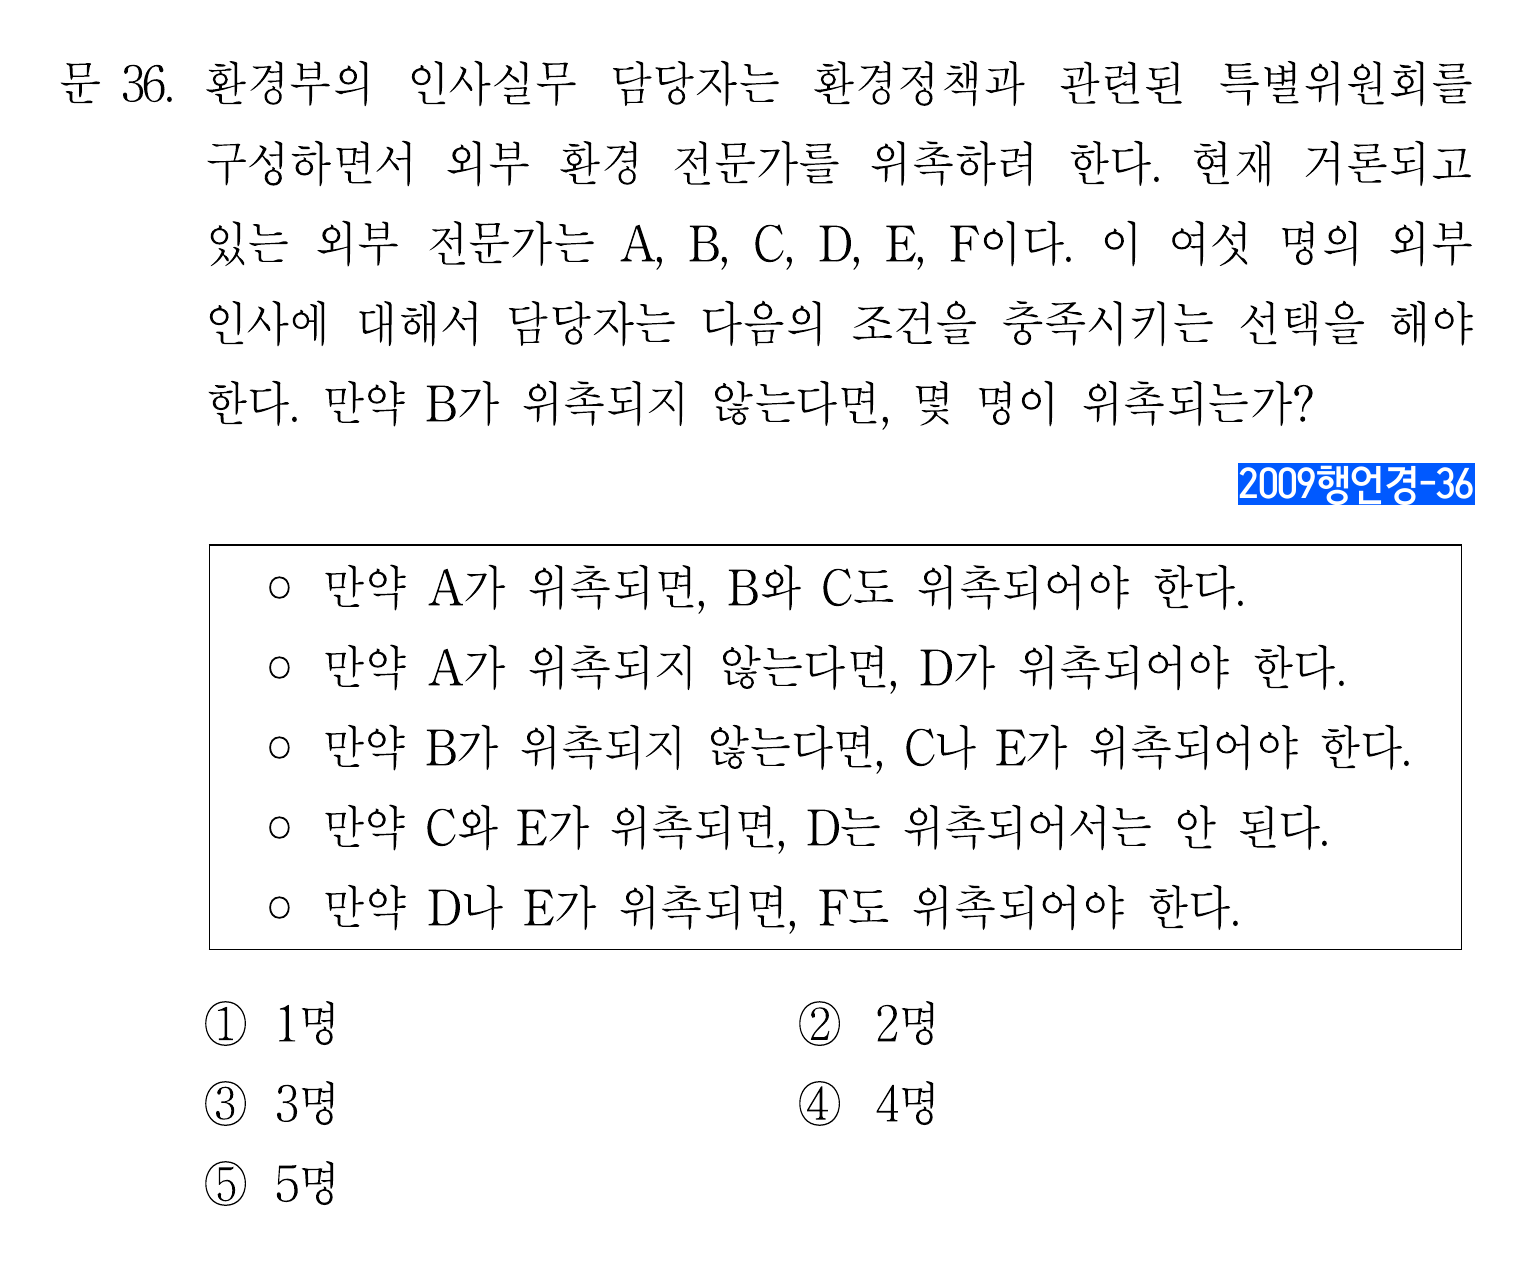 문 36. 환경부의 인사실무 담당자는 환경정책과 관련된 특별위원회를
구성하면서 외부 환경 전문가를 위촉하려 한다. 현재 거론되고
있는 외부 전문가는 A, B, C, D, E, F이다. 이 여섯 명의 외부
인사에 대해서 담당자는 다음의 조건을 충족시키는 선택을 해야
한다. 만약 B가 위촉되지 않는다면, 몇 명이 위촉되는가?
2009행언경-36
○ 만약 A가 위촉되면, B와 C도 위촉되어야 한다.
○ 만약 A가 위촉되지 않는다면, D가 위촉되어야 한다.
○ 만약 B가 위촉되지 않는다면, C나 E가 위촉되어야 한다.
○ 만약 C와 E가 위촉되면, D는 위촉되어서는 안 된다.
○ 만약 D나 E가 위촉되면, F도 위촉되어야 한다.
① 1명 ② 2명
③ 3명 ④ 4명
⑤ 5명